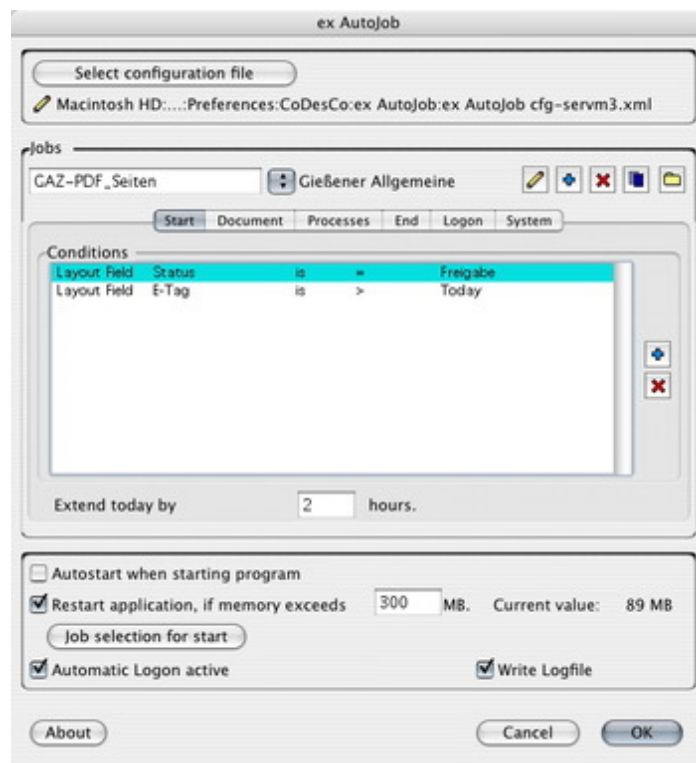 ex AutoJob
Select configuration file
Macintosh HD:...:Preferences:CoDesCo:ex AutoJob:ex AutoJob cfg-servm3.xml
Jobs
GAZ-PDF_Seiten Gießener Allgemeine
Start Document Processes End Logon System
Conditions
Layout Field Status is = Freigabe
Layout Field E-Tag is > Today
Extend today by 2 hours.
Autostart when starting program
Restart application, if memory exceeds 300 MB. Current value: 89 MB
Job selection for start
Automatic Logon active Write Logfile
About Cancel OK